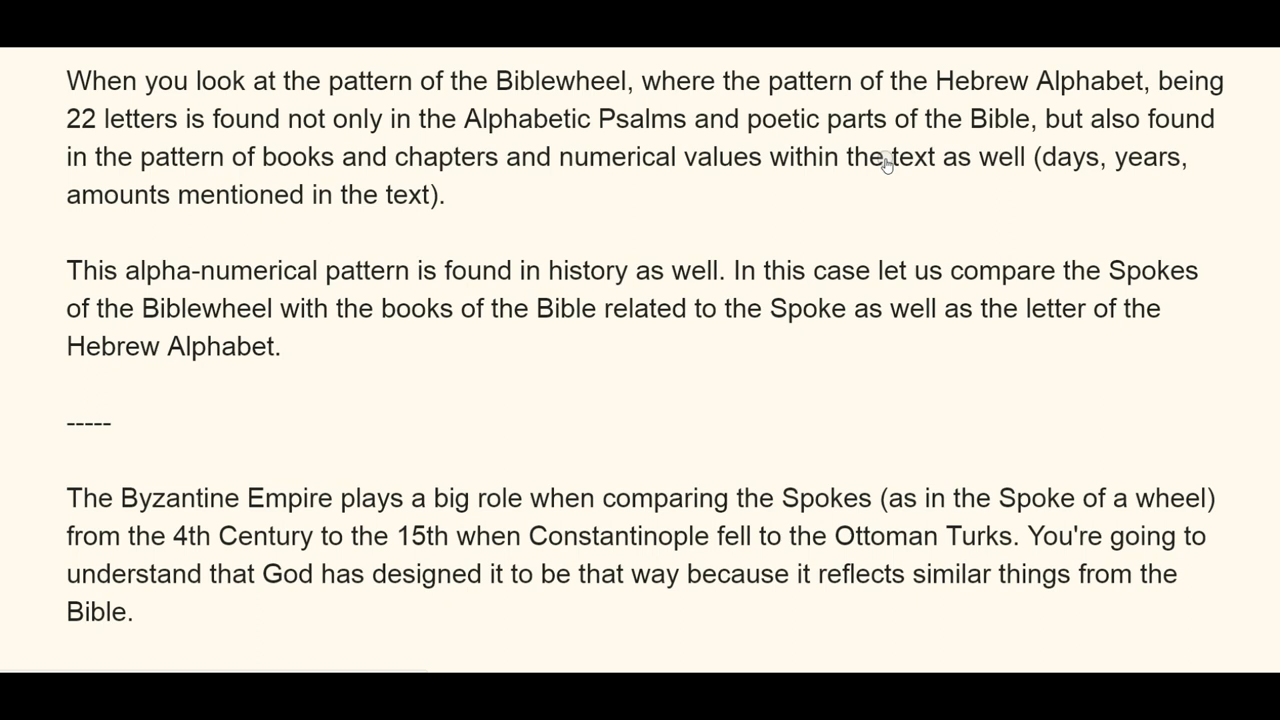 When you look at the pattern of the Biblewheel, where the pattern of the Hebrew Alphabet, being
22 letters is found not only in the Alphabetic Psalms and poetic parts of the Bible, but also found
in the pattern of books and chapters and numerical values within the text as well (days, years,
amounts mentioned in the text).
This alpha-numerical pattern is found in history as well. In this case let us compare the Spokes
of the Biblewheel with the books of the Bible related to the Spoke as well as the letter of the
Hebrew Alphabet.
-----
The Byzantine Empire plays a big role when comparing the Spokes (as in the Spoke of a wheel)
from the 4th Century to the 15th when Constantinople fell to the Ottoman Turks. You're going to
understand that God has designed it to be that way because it reflects similar things from the
Bible.